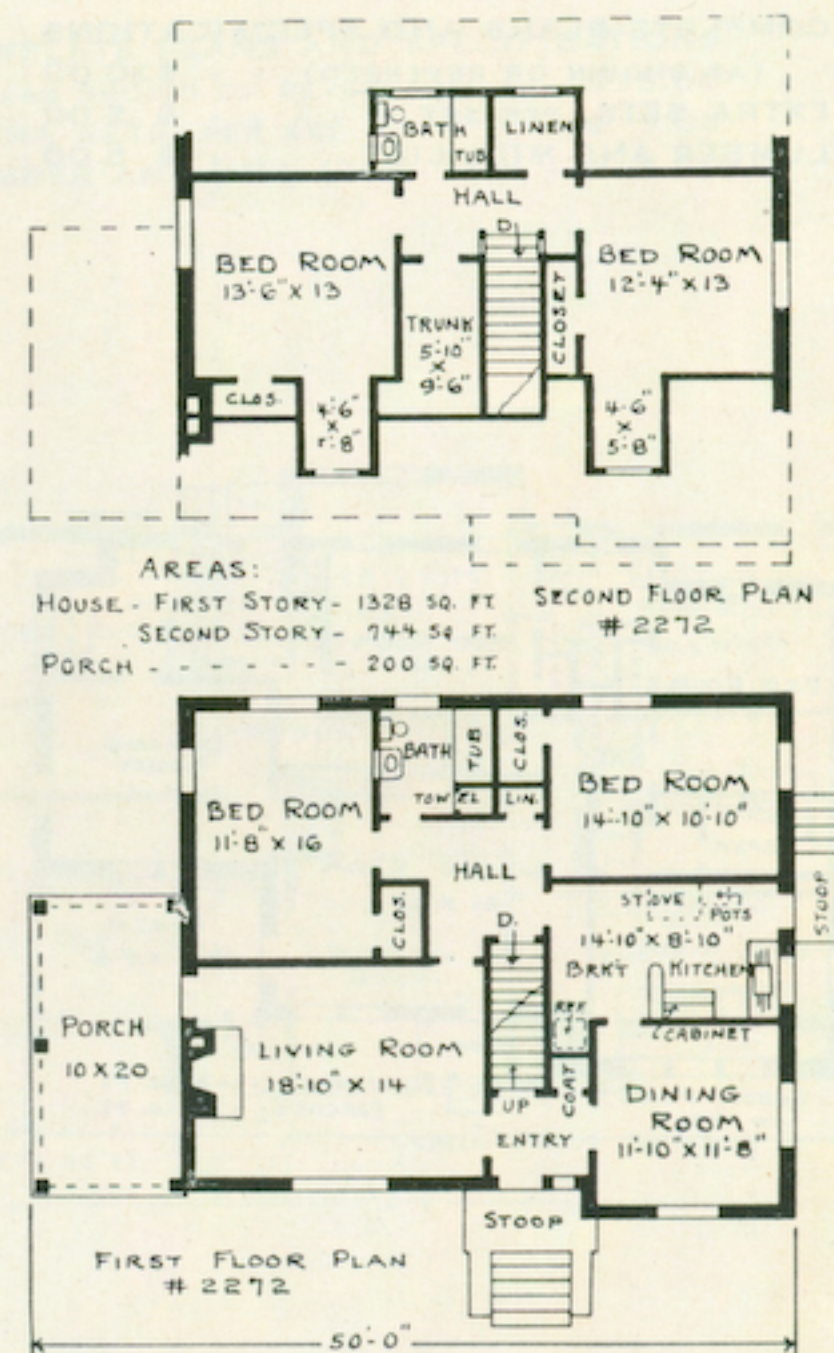 BATH
TUB
LINEN
HALL
D.
BED ROOM
13'-6" X 13
BED ROOM
12'-4" X 13
TRUNK
5'-10"
X
9'-6"
CLOSET
CLOS.
4'-6"
X
4'-6"
X
5'-8"
AREAS:
HOUSE - FIRST STORY - 1328 SQ. FT.
SECOND STORY - 744 SQ FT.
PORCH - - - - - - - 200 SQ. FT.
SECOND FLOOR PLAN
# 2272
BATH
TUB
CLOS.
TOWEL
LIN.
BED ROOM
11'-8" X 16
BED ROOM
14'-10" X 10'-10"
HALL
CLOS.
D.
STOVE
POTS
14'-10" X 8'-10"
BRK'T KITCHEN
REF
CABINET
STOOP
PORCH
10 X 20
LIVING ROOM
18'-10" X 14
UP
ENTRY
COAT
DINING
ROOM
11'-10" X 11'-8"
STOOP
FIRST FLOOR PLAN
# 2272
50'-0"